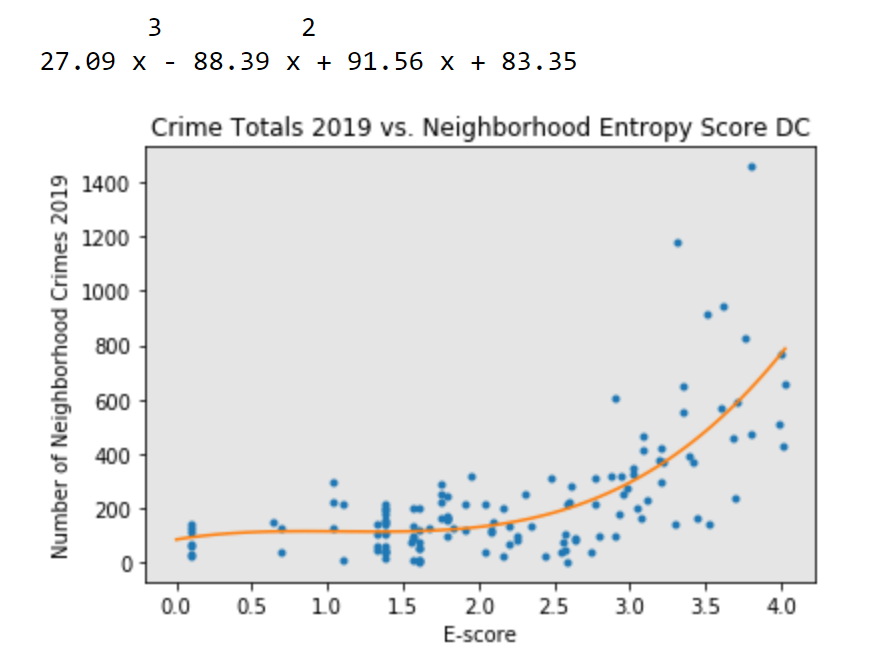 3 2
27.09 x - 88.39 x + 91.56 x + 83.35
Crime Totals 2019 vs. Neighborhood Entropy Score DC
Number of Neighborhood Crimes 2019
1400
1200
1000
800
600
400
200
0
0.0 0.5 1.0 1.5 2.0 2.5 3.0 3.5 4.0
E-score